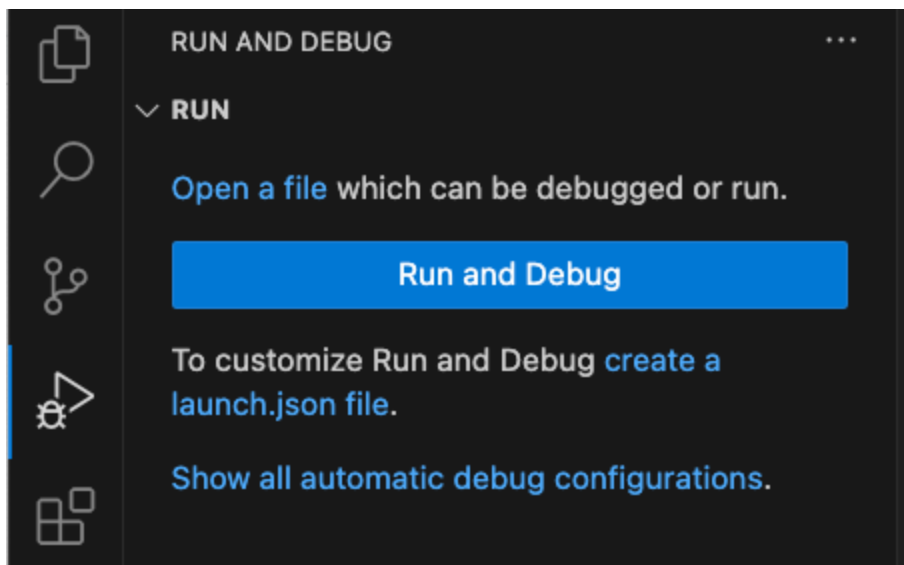 RUN AND DEBUG
RUN
Open a file which can be debugged or run.
Run and Debug
To customize Run and Debug create a
launch.json file.
Show all automatic debug configurations.